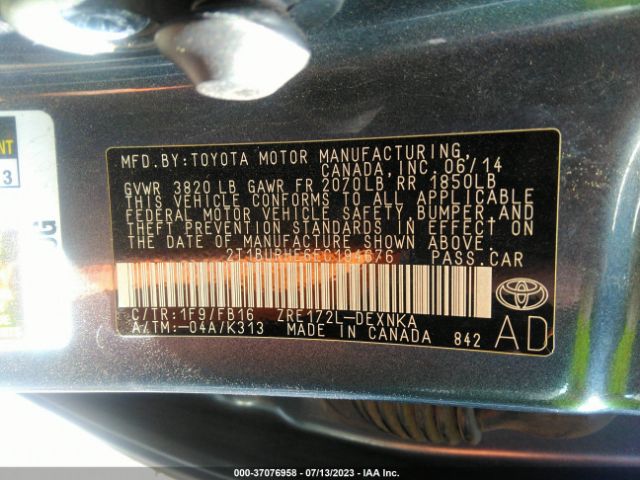 MFD.BY:TOYOTA MOTOR MANUFACTURING,
CANADA, INC. 06/14
GVWR 3820 LB GAWR FR 2070LB, RR 1850LB
THIS VEHICLE CONFORMS TO ALL APPLICABLE
FEDERAL MOTOR VEHICLE SAFETY, BUMPER, AND
THEFT PREVENTION STANDARDS IN EFFECT ON
THE DATE OF MANUFACTURE SHOWN ABOVE.
PASS.CAR
C/TR:1F9/FB16 ZRE172L-DEXNKA
A/TM:-04A/K313 MADE IN CANADA 842
AD
3
000-37076958 - 07/13/2023 - IAA Inc.